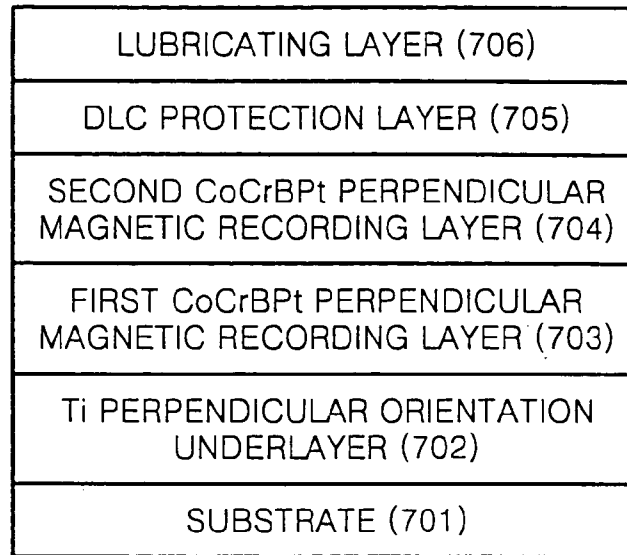 LUBRICATING LAYER (706)
DLC PROTECTION LAYER (705)
SECOND CoCrBPt PERPENDICULAR
MAGNETIC RECORDING LAYER (704)
FIRST CoCrBPt PERPENDICULAR
MAGNETIC RECORDING LAYER (703)
Ti PERPENDICULAR ORIENTATION
UNDERLAYER (702)
SUBSTRATE (701)